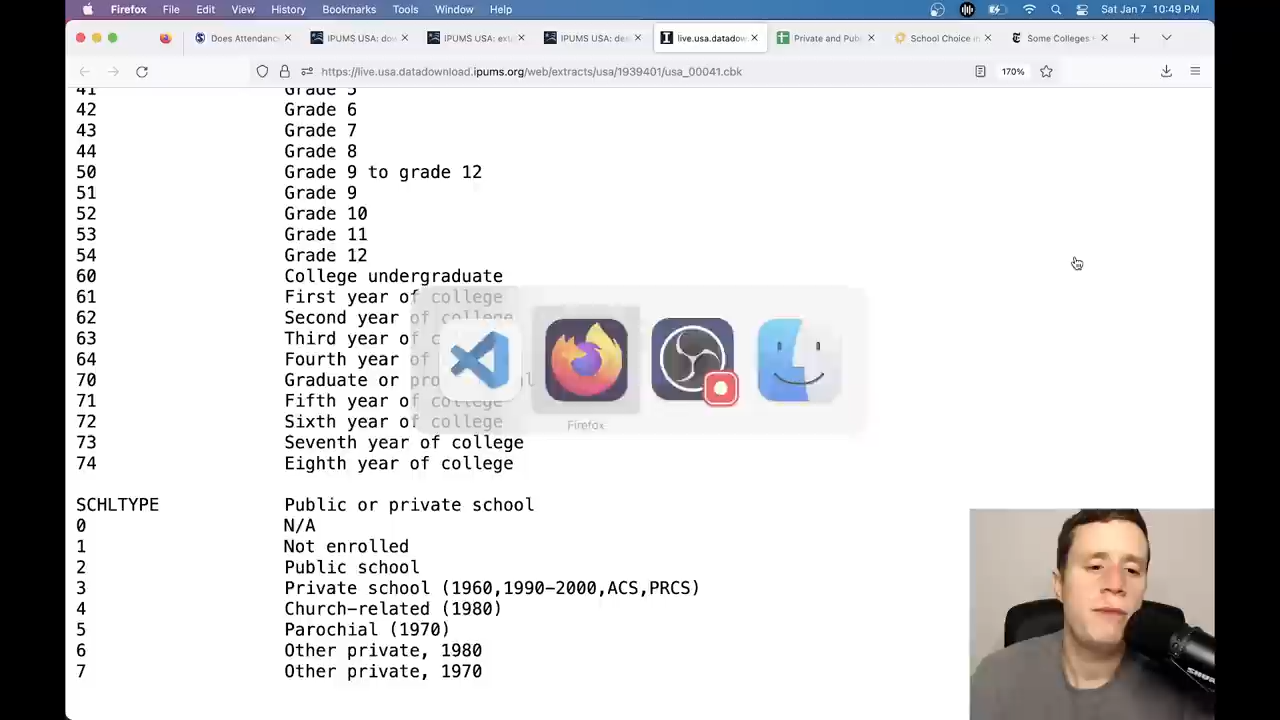 Firefox File Edit View History Bookmarks Tools Window Help Sat Jan 7 10:49 PM
Does Attendanc
IPUMS USA: dov
IPUMS USA: ext
IPUMS USA: des
live.usa.datadow
Private and Pub
School Choice in
Some Colleges
https://live.usa.datadownload.ipums.org/web/extracts/usa/1939401/usa_00041.cbk 170%
41 Grade 5
42 Grade 6
43 Grade 7
44 Grade 8
50 Grade 9 to grade 12
51 Grade 9
52 Grade 10
53 Grade 11
54 Grade 12
60 College undergraduate
61 First year of college
62 Second year of college
63 Third year of c
64 Fourth year of
70 Graduate or
71 Fifth year of college
72 Sixth year of college
73 Seventh year of college
74 Eighth year of college
Firefox
SCHLTYPE Public or private school
0 N/A
1 Not enrolled
2 Public school
3 Private school (1960,1990-2000,ACS,PRCS)
4 Church-related (1980)
5 Parochial (1970)
6 Other private, 1980
7 Other private, 1970